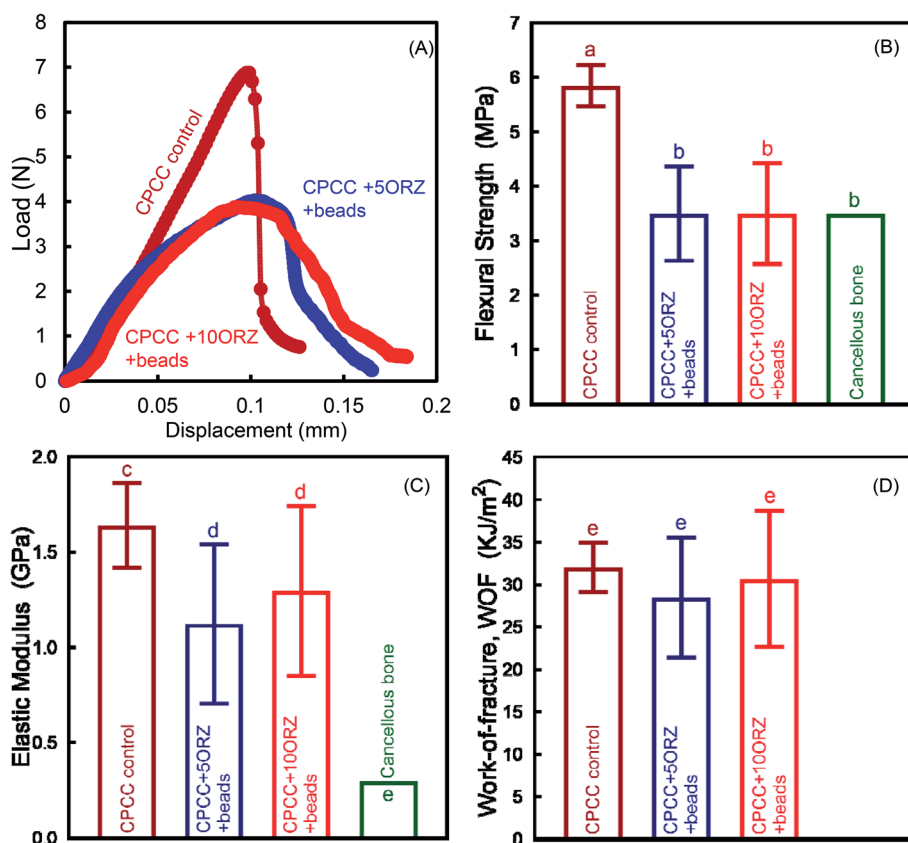 (A)
Load (N)
8
7
6
5
4
3
2
1
0
CPCC control
CPCC +5ORZ
+beads
CPCC +10ORZ
+beads
0
0.05
0.1
0.15
0.2
Displacement (mm)
(B)
Flexural Strength (MPa)
7
6
5
4
3
2
1
0
a
b
b
b
CPCC control
CPCC+5ORZ
+beads
CPCC+10ORZ
+beads
Cancellous bone
(C)
Elastic Modulus (GPa)
2.0
1.5
1.0
0.5
0.0
c
d
d
e
CPCC control
CPCC+5ORZ
+beads
CPCC+10ORZ
+beads
Cancellous bone
(D)
Work-of-fracture, WOF (KJ/m²)
45
40
35
30
25
20
15
10
5
0
e
e
e
CPCC control
CPCC+5ORZ
+beads
CPCC+10ORZ
+beads